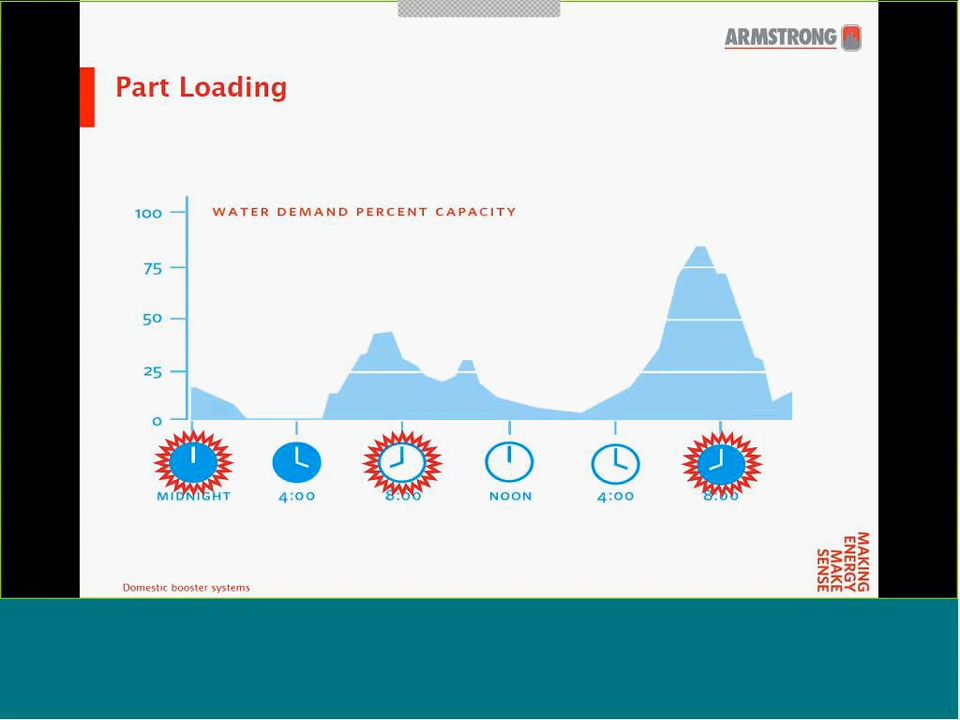 ARMSTRONG
Part Loading
WATER DEMAND PERCENT CAPACITY
100
75
50
25
0
MIDNIGHT 4:00 8:00 NOON 4:00 8:00
MAKING
ENERGY
MAKE
SENSE
Domestic booster systems